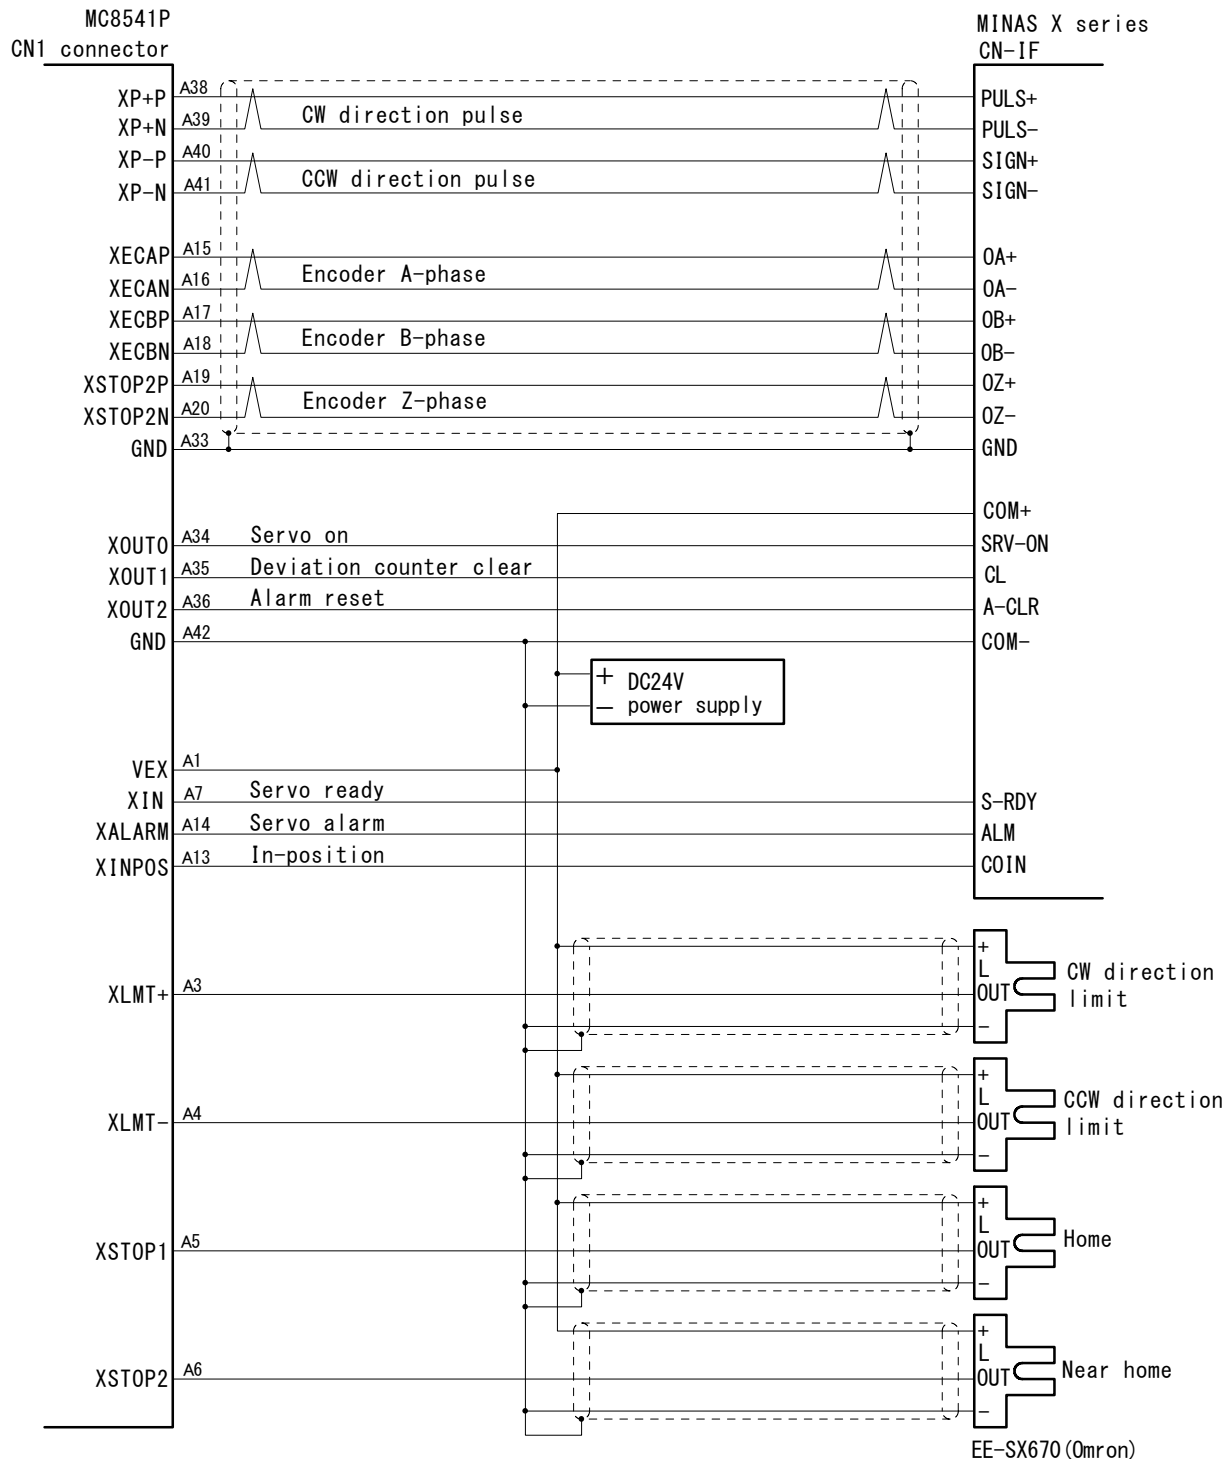 MC8541P
CN1 connector
MINAS X series
CN-IF
XP+P A38 PULS+
CW direction pulse
XP+N A39 PULS-
XP-P A40 SIGN+
CCW direction pulse
XP-N A41 SIGN-
XECAP A15 OA+
Encoder A-phase
XECAN A16 OA-
XECBP A17 OB+
Encoder B-phase
XECBN A18 OB-
XSTOP2P A19 OZ+
Encoder Z-phase
XSTOP2N A20 OZ-
GND A33 GND
COM+
XOUT0 A34 Servo on SRV-ON
XOUT1 A35 Deviation counter clear CL
XOUT2 A36 Alarm reset A-CLR
GND A42 COM-
+ DC24V
- power supply
VEX A1
XIN A7 Servo ready S-RDY
XALARM A14 Servo alarm ALM
XINPOS A13 In-position COIN
+
L CW direction
XLMT+ A3 OUT limit
-
+
L CCW direction
XLMT- A4 OUT limit
-
+
L Home
XSTOP1 A5 OUT
-
+
L Near home
XSTOP2 A6 OUT
-
EE-SX670(Omron)